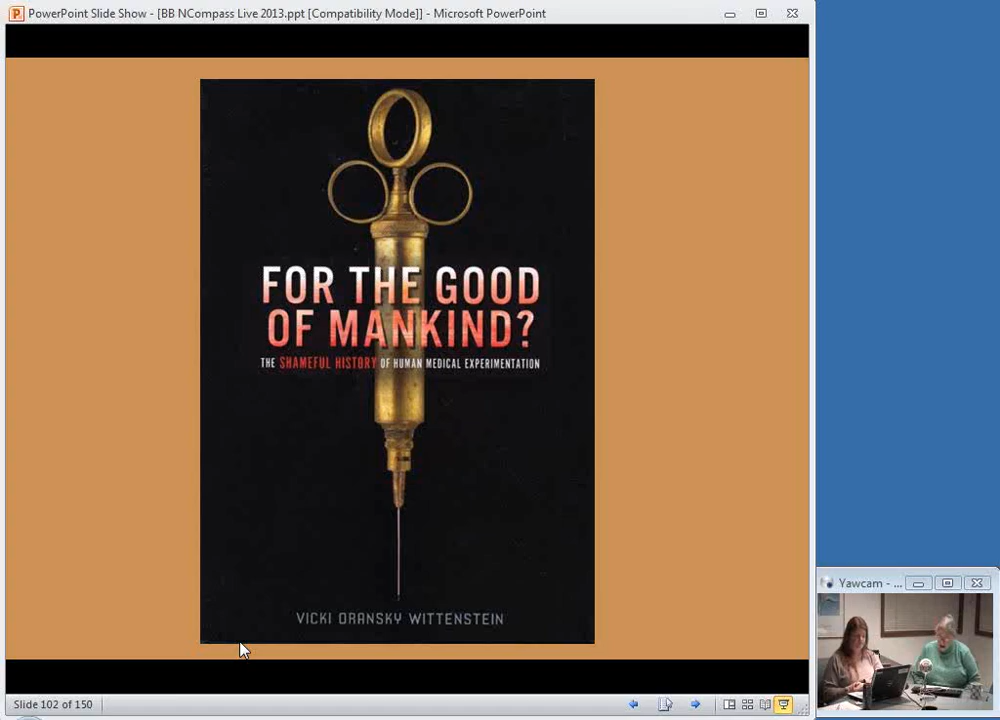 PowerPoint Slide Show - [BB NCompass Live 2013.ppt [Compatibility Mode]] - Microsoft PowerPoint
FOR THE GOOD
OF MANKIND?
THE SHAMEFUL HISTORY OF HUMAN MEDICAL EXPERIMENTATION
VICKI ORANSKY WITTENSTEIN
Yawcam - ...
Slide 102 of 150